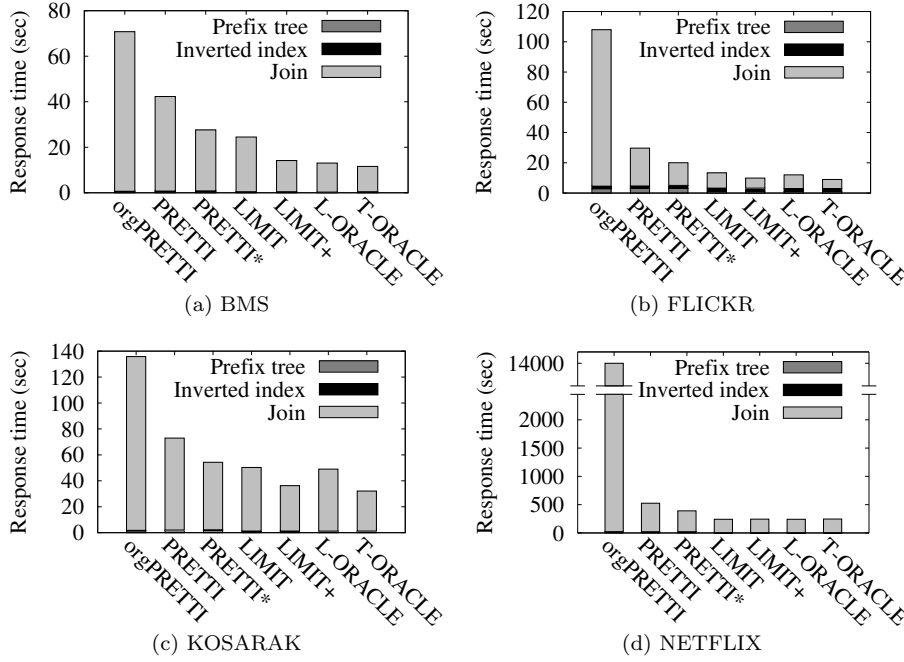 Response time (sec)
80
60
40
20
0
Prefix tree
Inverted index
Join
orgPRETTI
PRETTI
PRETTI*
LIMIT
LIMIT+
L-ORACLE
T-ORACLE
(a) BMS
Response time (sec)
120
100
80
60
40
20
0
Prefix tree
Inverted index
Join
orgPRETTI
PRETTI
PRETTI*
LIMIT
LIMIT+
L-ORACLE
T-ORACLE
(b) FLICKR
Response time (sec)
140
120
100
80
60
40
20
0
Prefix tree
Inverted index
Join
orgPRETTI
PRETTI
PRETTI*
LIMIT
LIMIT+
L-ORACLE
T-ORACLE
(c) KOSARAK
Response time (sec)
14000
2000
1000
500
0
Prefix tree
Inverted index
Join
orgPRETTI
PRETTI
PRETTI*
LIMIT
LIMIT+
L-ORACLE
T-ORACLE
(d) NETFLIX